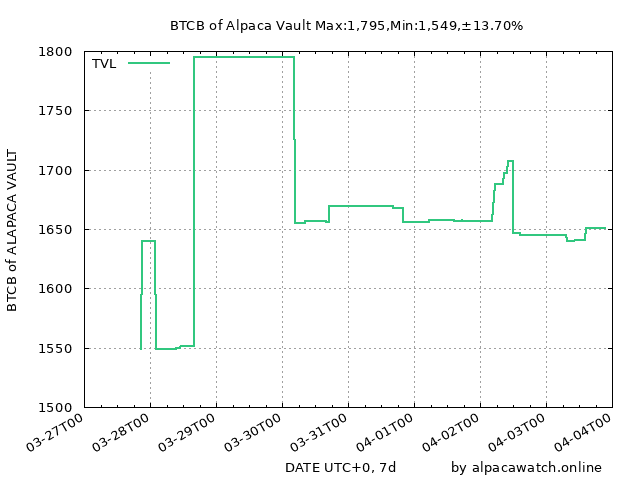 BTCB of Alpaca Vault Max:1,795,Min:1,549,±13.70%
TVL
BTCB of ALAPACA VAULT
1800
1750
1700
1650
1600
1550
1500
03-27T00
03-28T00
03-29T00
03-30T00
03-31T00
04-01T00
04-02T00
04-03T00
04-04T00
DATE UTC+0, 7d
by alpacawatch.online